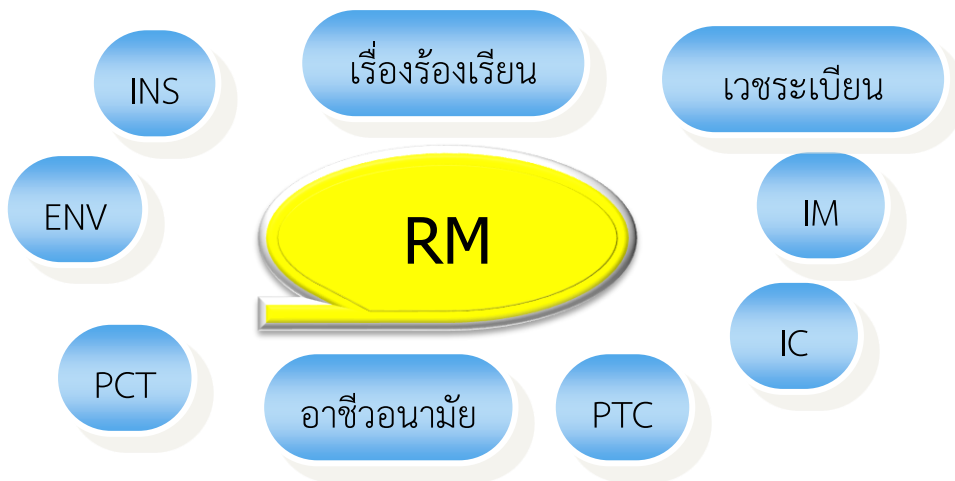 เรื่องร้องเรียน
INS
เวชระเบียน
ENV
IM
RM
IC
PCT
อาชีวอนามัย
PTC